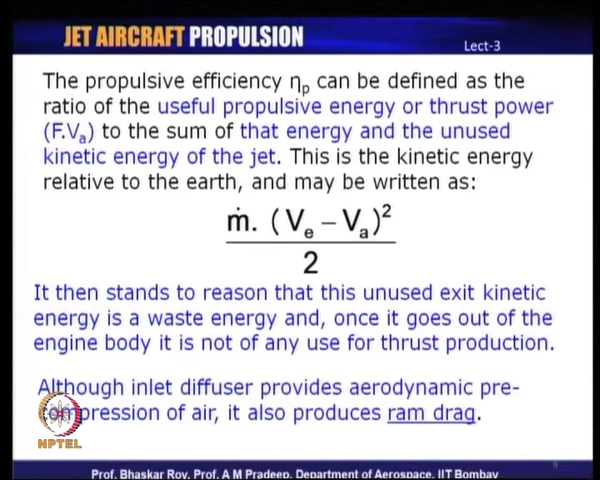 JET AIRCRAFT PROPULSION
Lect-3
The propulsive efficiency ηp can be defined as the
ratio of the useful propulsive energy or thrust power
(F.Va) to the sum of that energy and the unused
kinetic energy of the jet. This is the kinetic energy
relative to the earth, and may be written as:
ṁ. (Ve – Va)²
2
It then stands to reason that this unused exit kinetic
energy is a waste energy and, once it goes out of the
engine body it is not of any use for thrust production.
Although inlet diffuser provides aerodynamic pre-
compression of air, it also produces ram drag.
NPTEL
9
Prof. Bhaskar Roy, Prof. A M Pradeep, Department of Aerospace, IIT Bombay